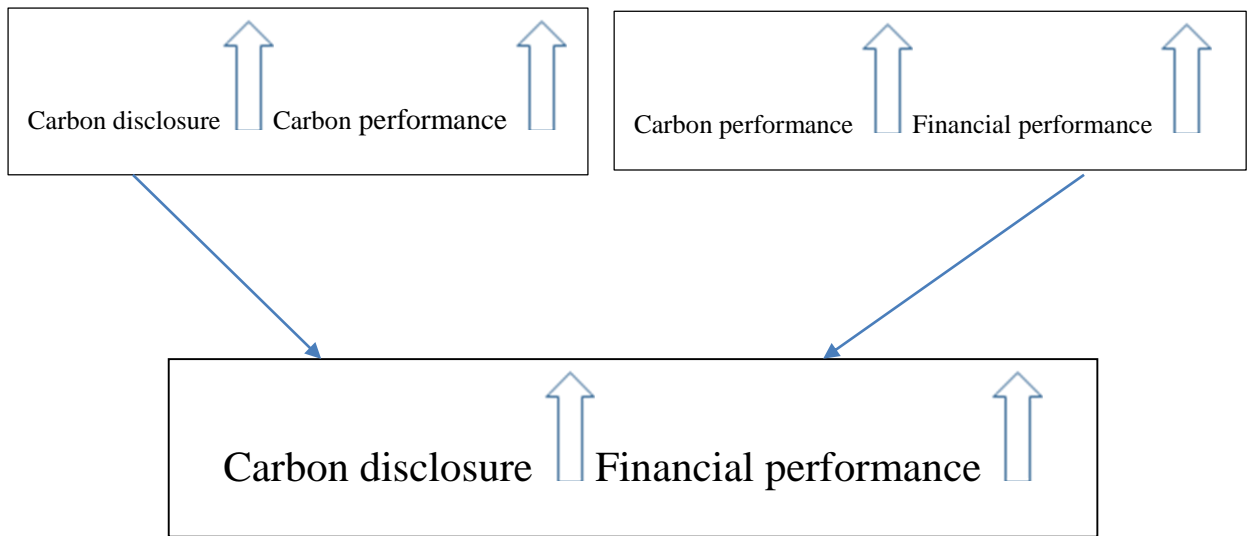 Carbon disclosure Carbon performance
Carbon performance Financial performance
Carbon disclosure Financial performance